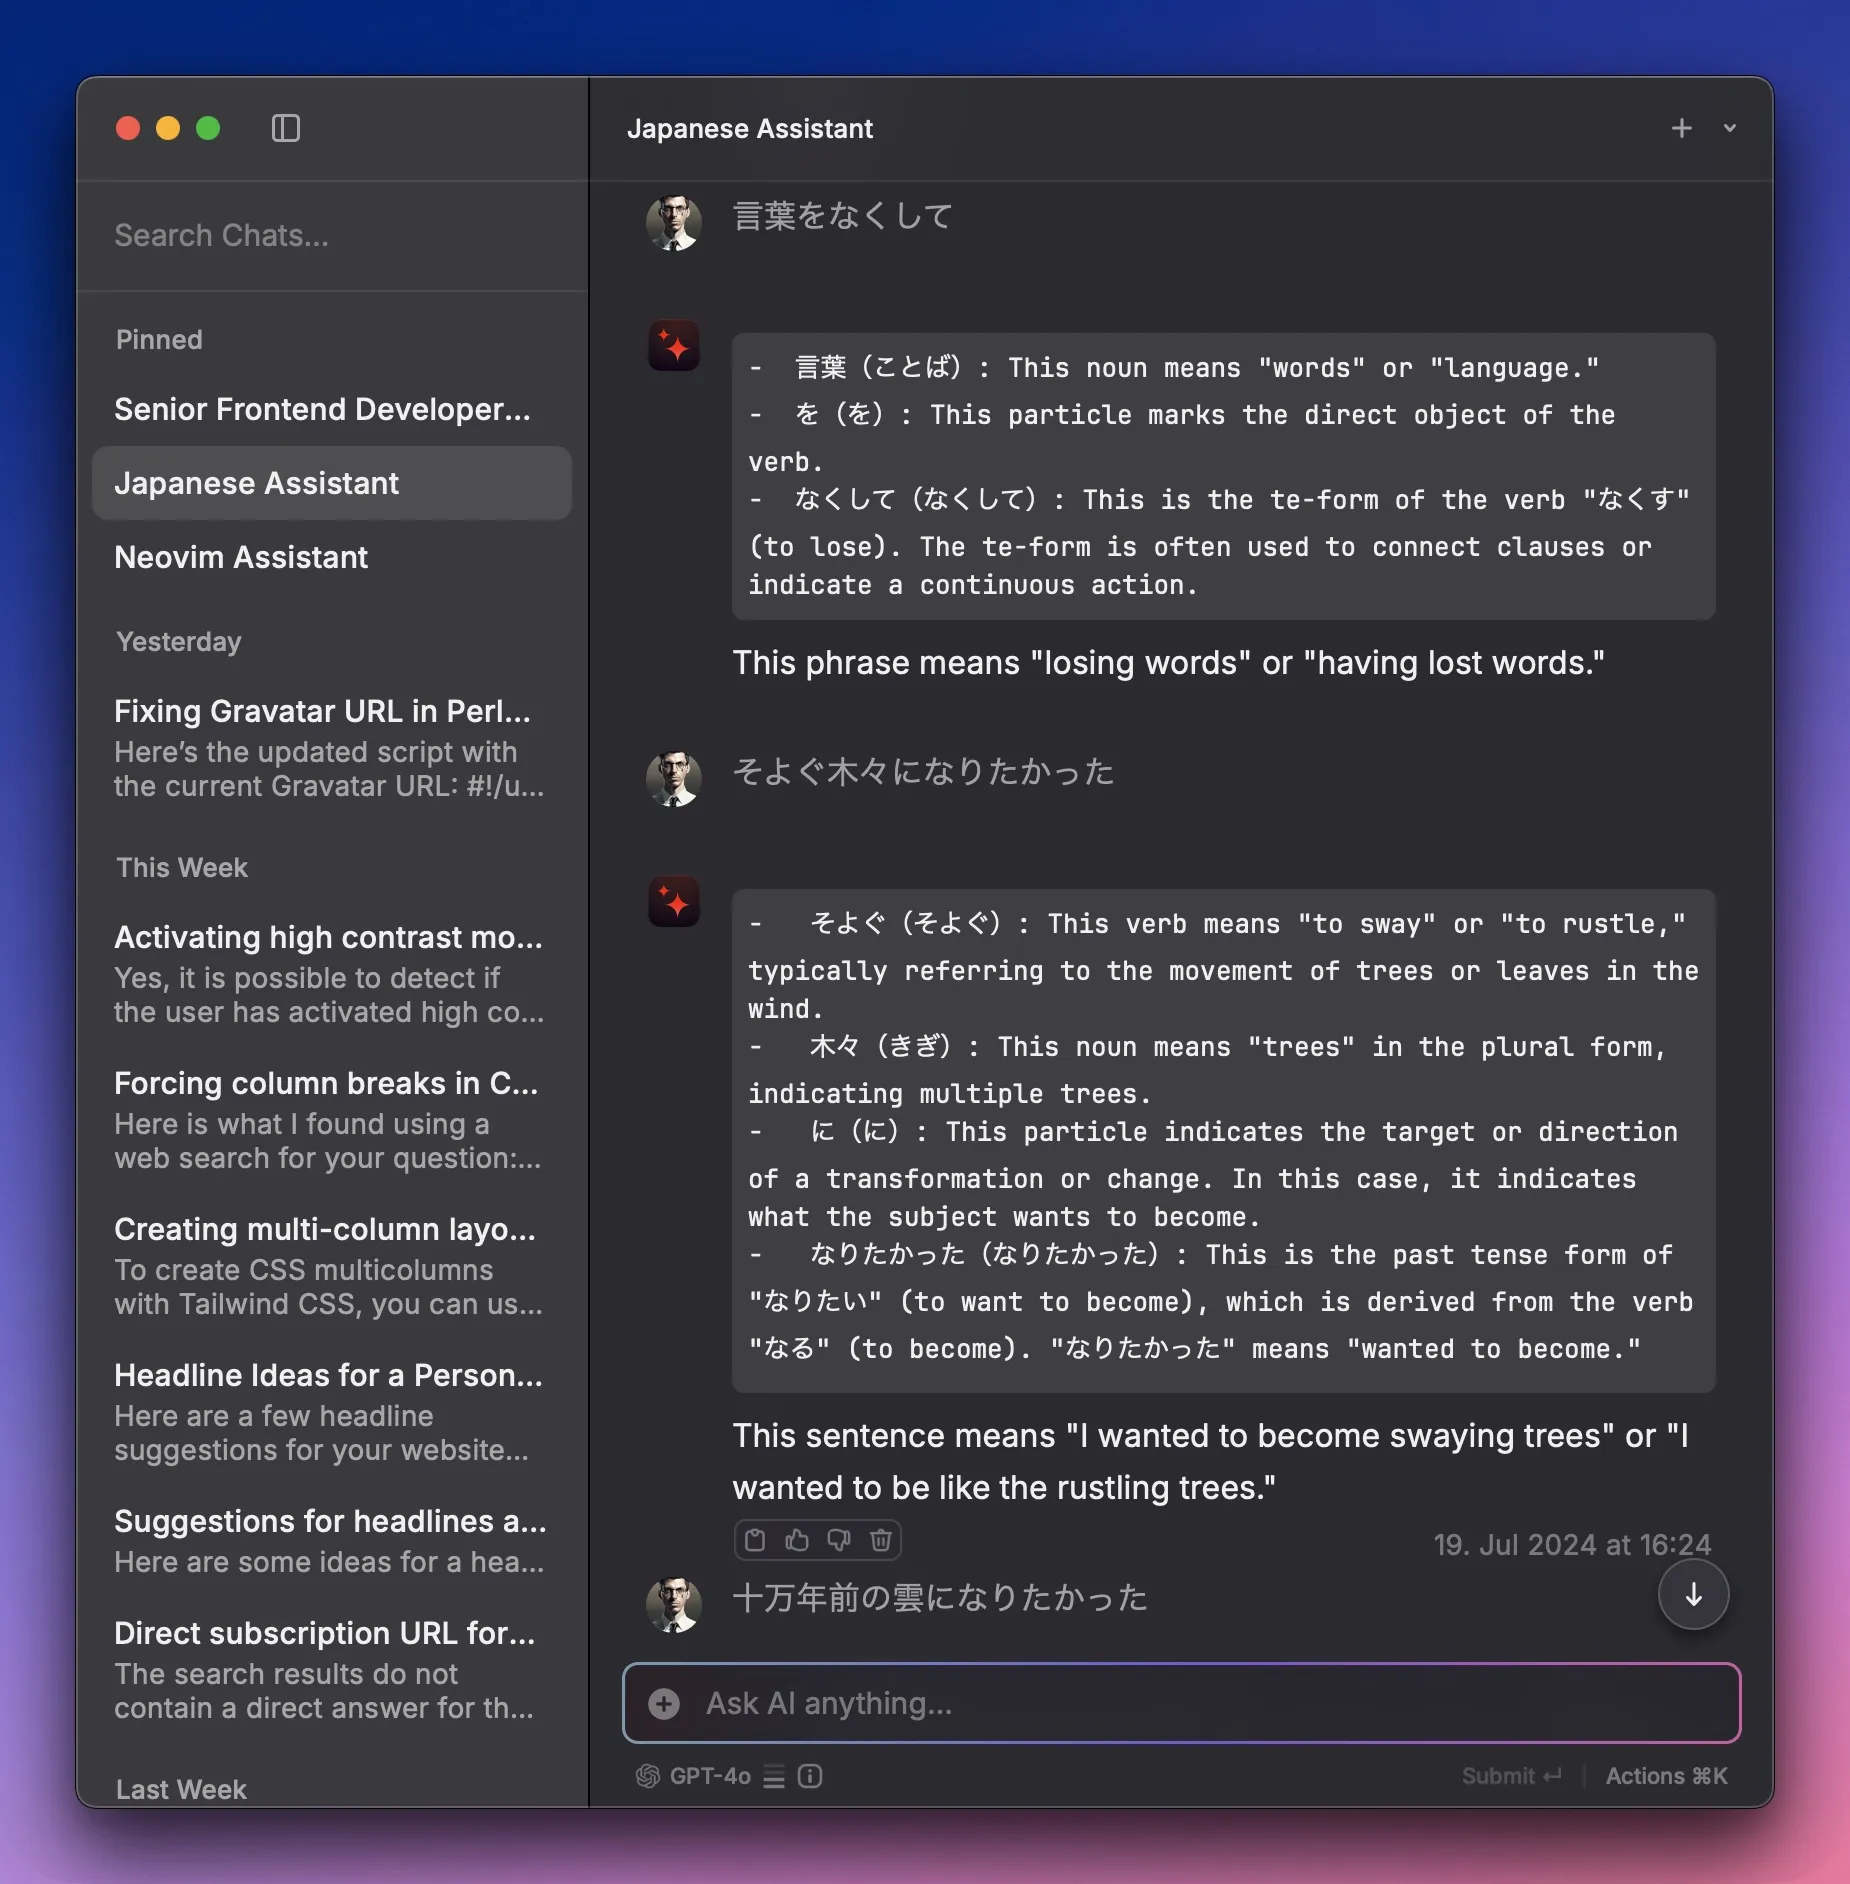 Japanese Assistant
Search Chats...
Pinned
Senior Frontend Developer...
Japanese Assistant
Neovim Assistant
Yesterday
Fixing Gravatar URL in Perl...
Here's the updated script with
the current Gravatar URL: #!/u...
This Week
Activating high contrast mo...
Yes, it is possible to detect if
the user has activated high co...
Forcing column breaks in C...
Here is what I found using a
web search for your question:...
Creating multi-column layo...
To create CSS multicolumns
with Tailwind CSS, you can us...
Headline Ideas for a Person...
Here are a few headline
suggestions for your website...
Suggestions for headlines a...
Here are some ideas for a hea...
Direct subscription URL for...
The search results do not
contain a direct answer for th...
Last Week
言葉をなくして
- 言葉（ことば）: This noun means "words" or "language."
- を（を）: This particle marks the direct object of the
verb.
- なくして（なくして）: This is the te-form of the verb "なくす"
(to lose). The te-form is often used to connect clauses or
indicate a continuous action.
This phrase means "losing words" or "having lost words."
そよぐ木々になりたかった
- そよぐ（そよぐ）: This verb means "to sway" or "to rustle,"
typically referring to the movement of trees or leaves in the
wind.
- 木々（きぎ）: This noun means "trees" in the plural form,
indicating multiple trees.
- に（に）: This particle indicates the target or direction
of a transformation or change. In this case, it indicates
what the subject wants to become.
- なりたかった（なりたかった）: This is the past tense form of
"なりたい" (to want to become), which is derived from the verb
"なる" (to become). "なりたかった" means "wanted to become."
This sentence means "I wanted to become swaying trees" or "I
wanted to be like the rustling trees."
19. Jul 2024 at 16:24
十万年前の雲になりたかった
Ask AI anything...
GPT-4o
Submit ↵
Actions ⌘K